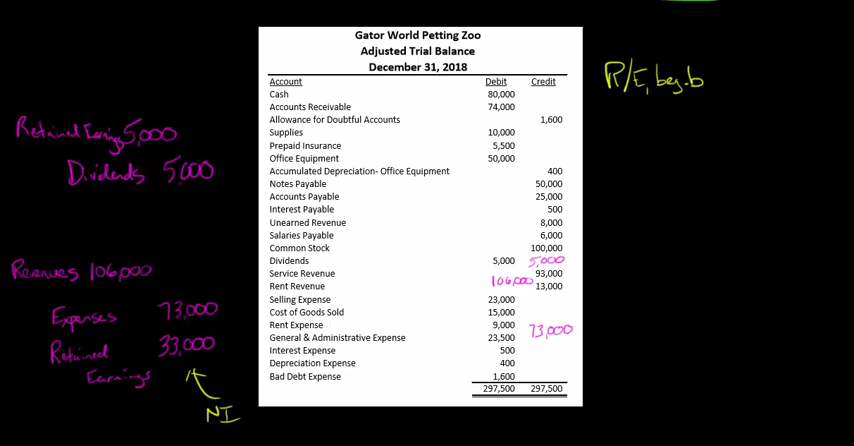 Gator World Petting Zoo
Adjusted Trial Balance
December 31, 2018
Account Debit Credit
Cash 80,000
Accounts Receivable 74,000
Allowance for Doubtful Accounts 1,600
Supplies 10,000
Prepaid Insurance 5,500
Office Equipment 50,000
Accumulated Depreciation- Office Equipment 400
Notes Payable 50,000
Accounts Payable 25,000
Interest Payable 500
Unearned Revenue 8,000
Salaries Payable 6,000
Common Stock 100,000
Dividends 5,000 5,000
Service Revenue 93,000
Rent Revenue 106,000 13,000
Selling Expense 23,000
Cost of Goods Sold 15,000
Rent Expense 9,000
General & Administrative Expense 23,500 73,000
Interest Expense 500
Depreciation Expense 400
Bad Debt Expense 1,600
297,500 297,500
Retained Earnings 5,000
Dividends 5,000
Revenues 106,000
Expenses 73,000
Retained 33,000
Earnings
NI
R/E, beg. b